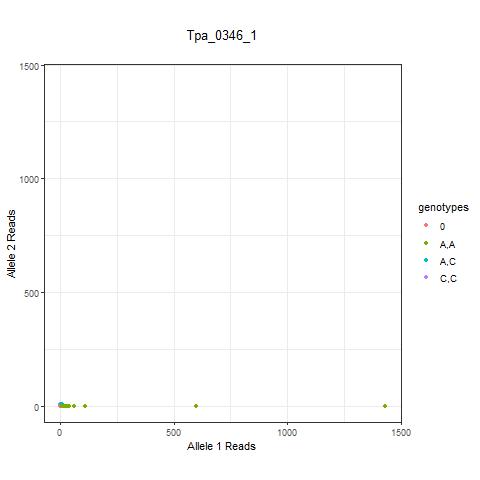 Tpa_0346_1
1500
1000
500
0
0
500
1000
1500
Allele 2 Reads
Allele 1 Reads
genotypes
0
A,A
A,C
C,C